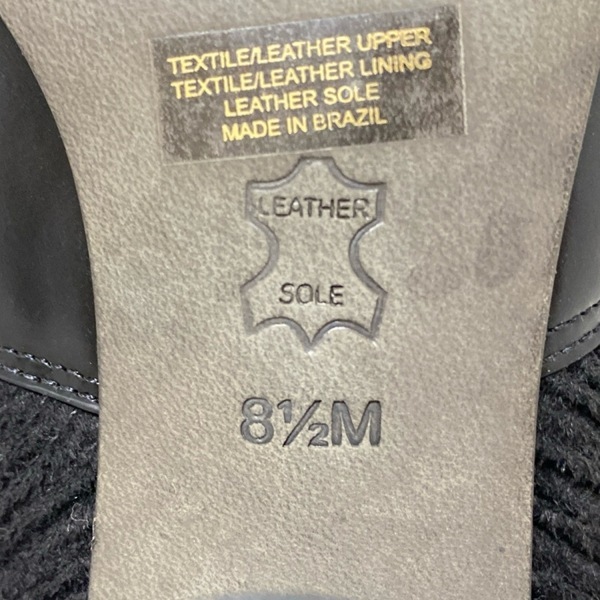 TEXTILE/LEATHER UPPER
TEXTILE/LEATHER LINING
LEATHER SOLE
MADE IN BRAZIL
LEATHER
SOLE
8½M